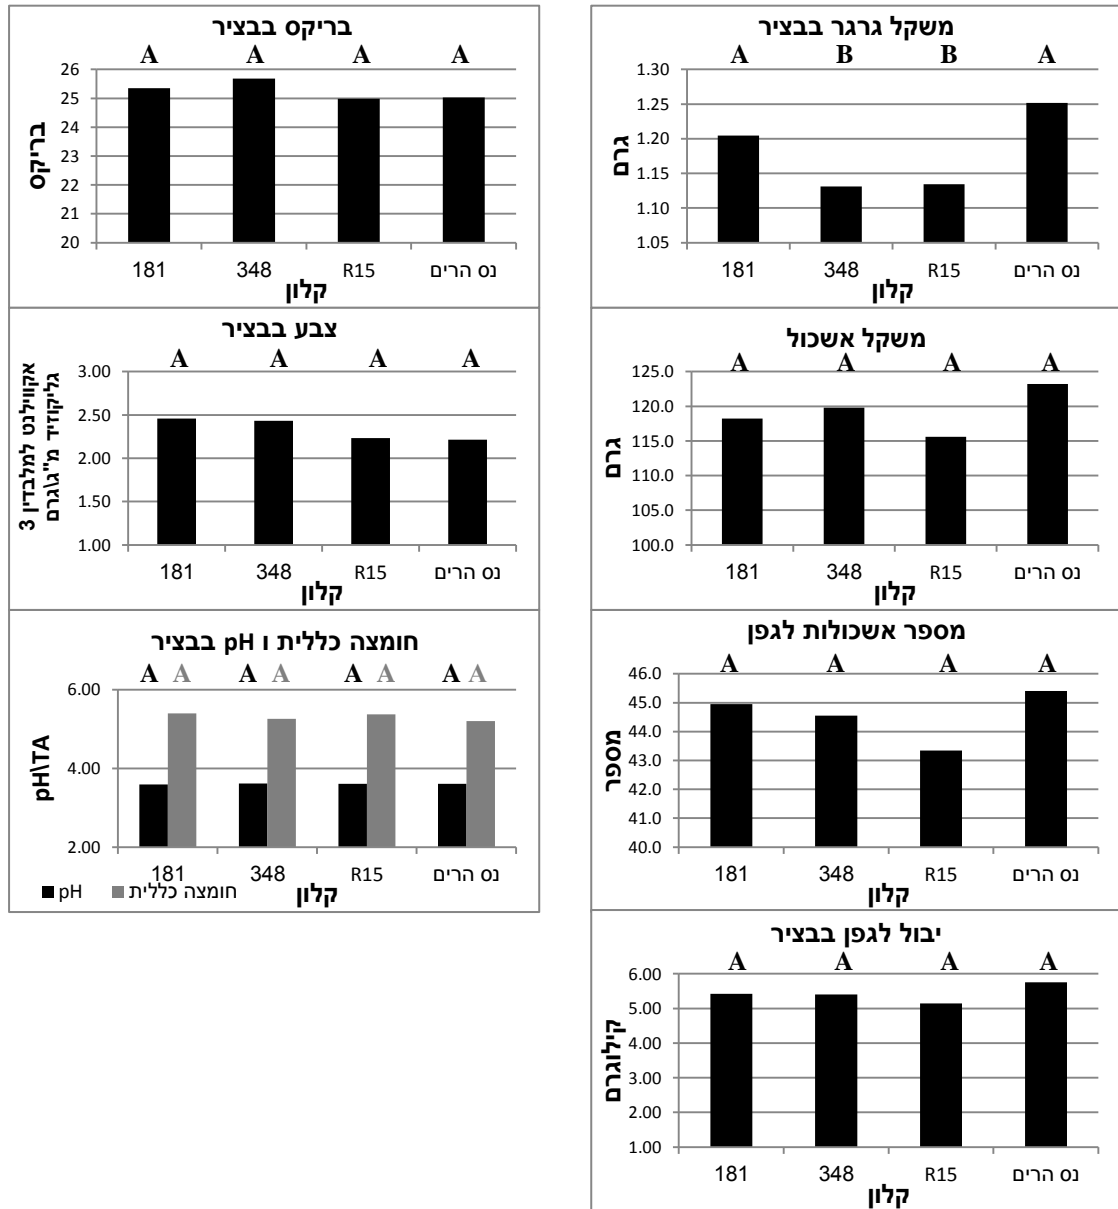 בריקס בבציר
A A A A
26
25
24
23
22
21
20
בריקס
181 348 R15 נס הרים
קלון
צבע בבציר
A A A A
3.00
2.50
2.00
1.50
1.00
אקווילנט למלבדין 3
גליקוזיד מ"ג\גרם
181 348 R15 נס הרים
קלון
חומצה כללית ו pH בבציר
A A A A A A A A
6.00
4.00
2.00
pH\TA
181 348 R15 נס הרים
קלון
pH חומצה כללית
משקל גרגר בבציר
A B B A
1.30
1.25
1.20
1.15
1.10
1.05
גרם
181 348 R15 נס הרים
קלון
משקל אשכול
A A A A
125.0
120.0
115.0
110.0
105.0
100.0
גרם
181 348 R15 נס הרים
קלון
מספר אשכולות לגפן
A A A A
46.0
45.0
44.0
43.0
42.0
41.0
40.0
מספר
181 348 R15 נס הרים
קלון
יבול לגפן בבציר
A A A A
6.00
5.00
4.00
3.00
2.00
1.00
קילוגרם
181 348 R15 נס הרים
קלון